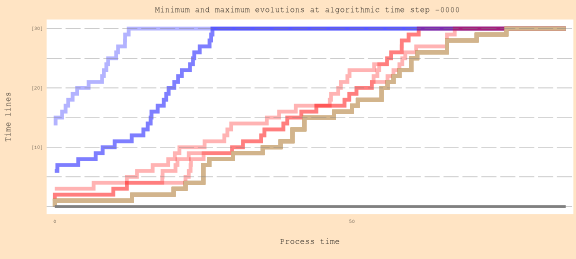 Minimum and maximum evolutions at algorithmic time step -0000
[30]
[20]
[10]
Time lines
0
50
Process time